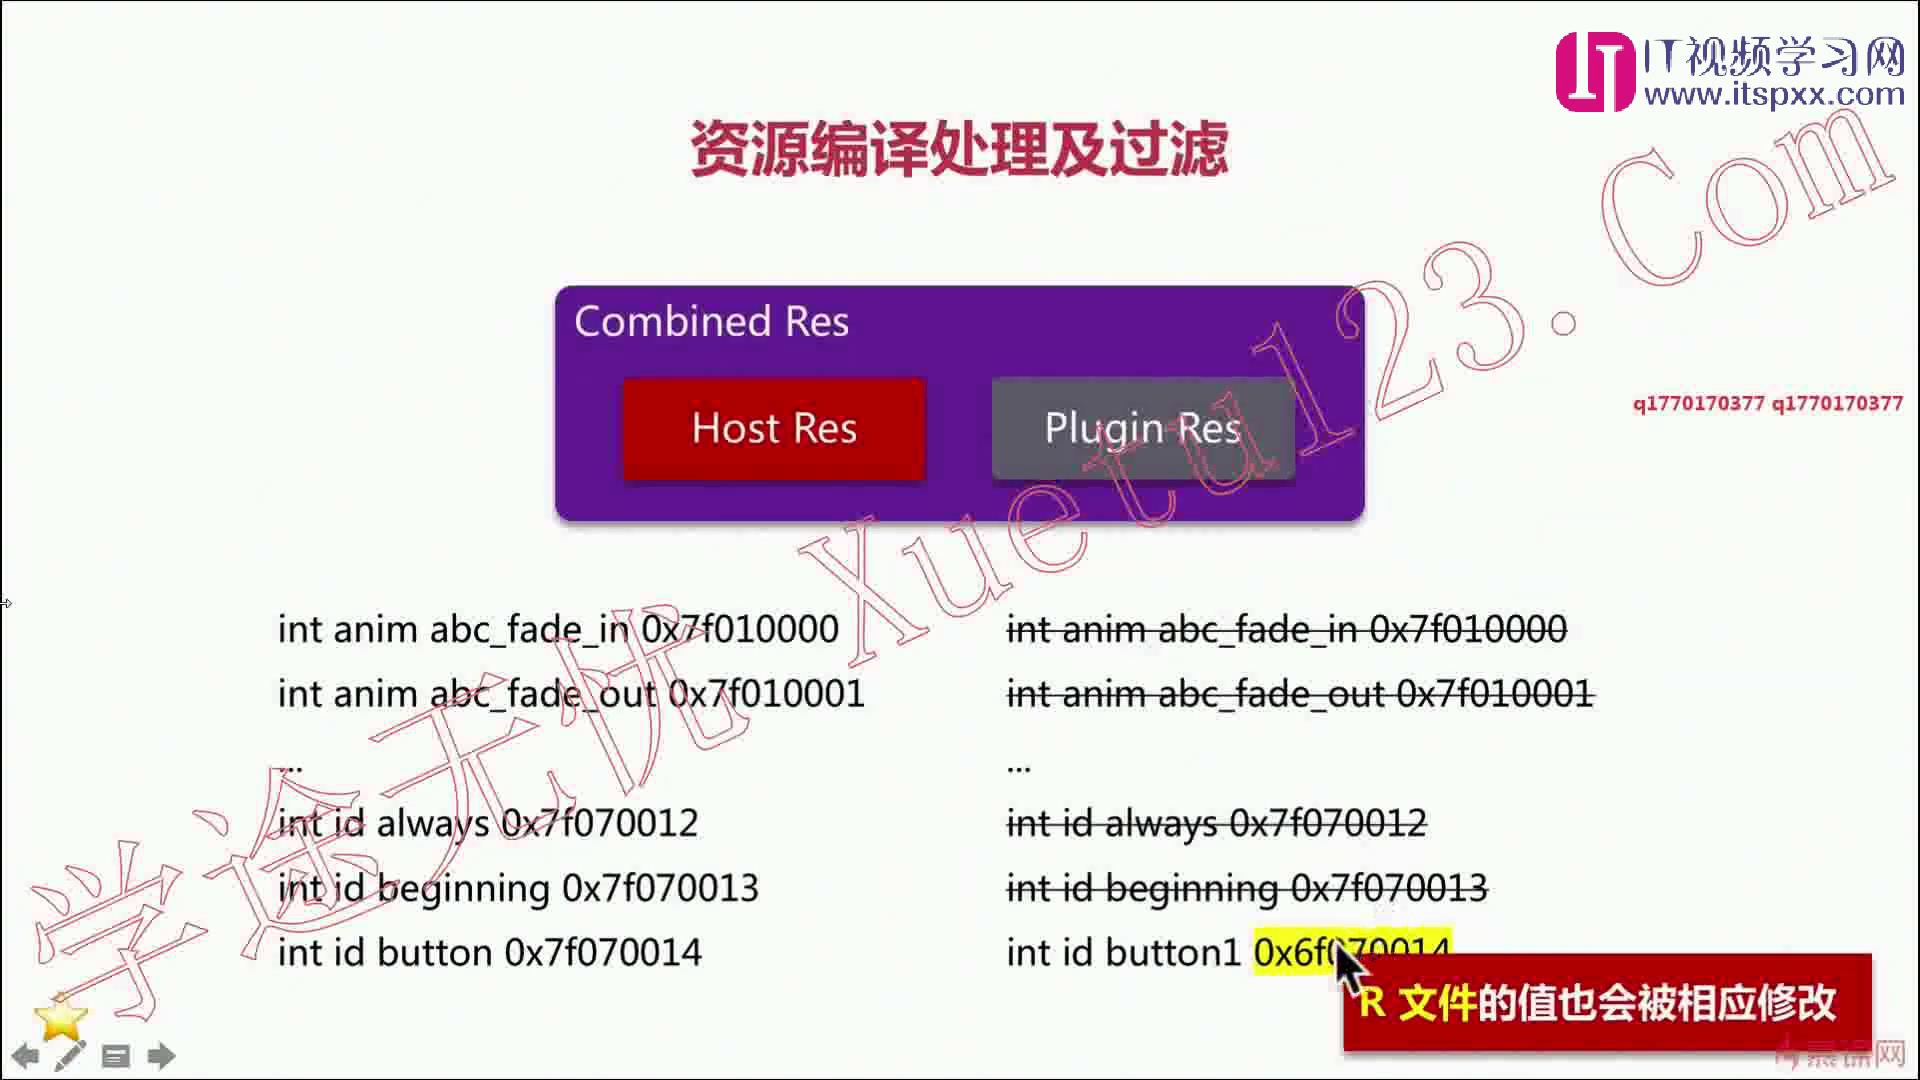 IT视频学习网
www.itspxx.com
资源编译处理及过滤
Combined Res
Host Res
Plugin Res
q1770170377 q1770170377
学途无忧 Xuetu123.Com
int anim abc_fade_in 0x7f010000
int anim abc_fade_out 0x7f010001
...
int id always 0x7f070012
int id beginning 0x7f070013
int id button 0x7f070014
int anim abc_fade_in 0x7f010000
int anim abc_fade_out 0x7f010001
...
int id always 0x7f070012
int id beginning 0x7f070013
int id button1 0x6f070014
R 文件的值也会被相应修改
慕课网